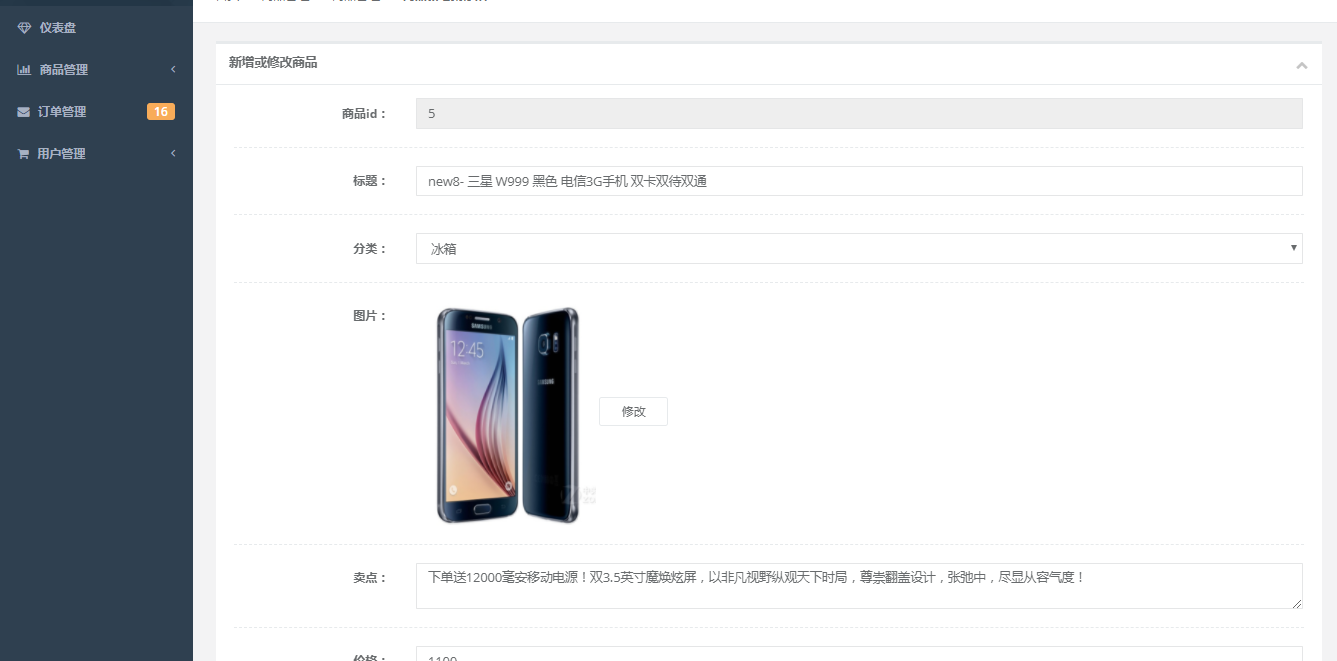 仪表盘
商品管理
订单管理 16
用户管理
新增或修改商品
商品id： 5
标题： new8- 三星 W999 黑色 电信3G手机 双卡双待双通
分类： 冰箱
图片：
SAMSUNG
12:45
SAMSUNG
修改
卖点： 下单送12000毫安移动电源！双3.5英寸魔焕炫屏，以非凡视野纵观天下时局，尊崇翻盖设计，张弛中，尽显从容气度！
价格： 1100